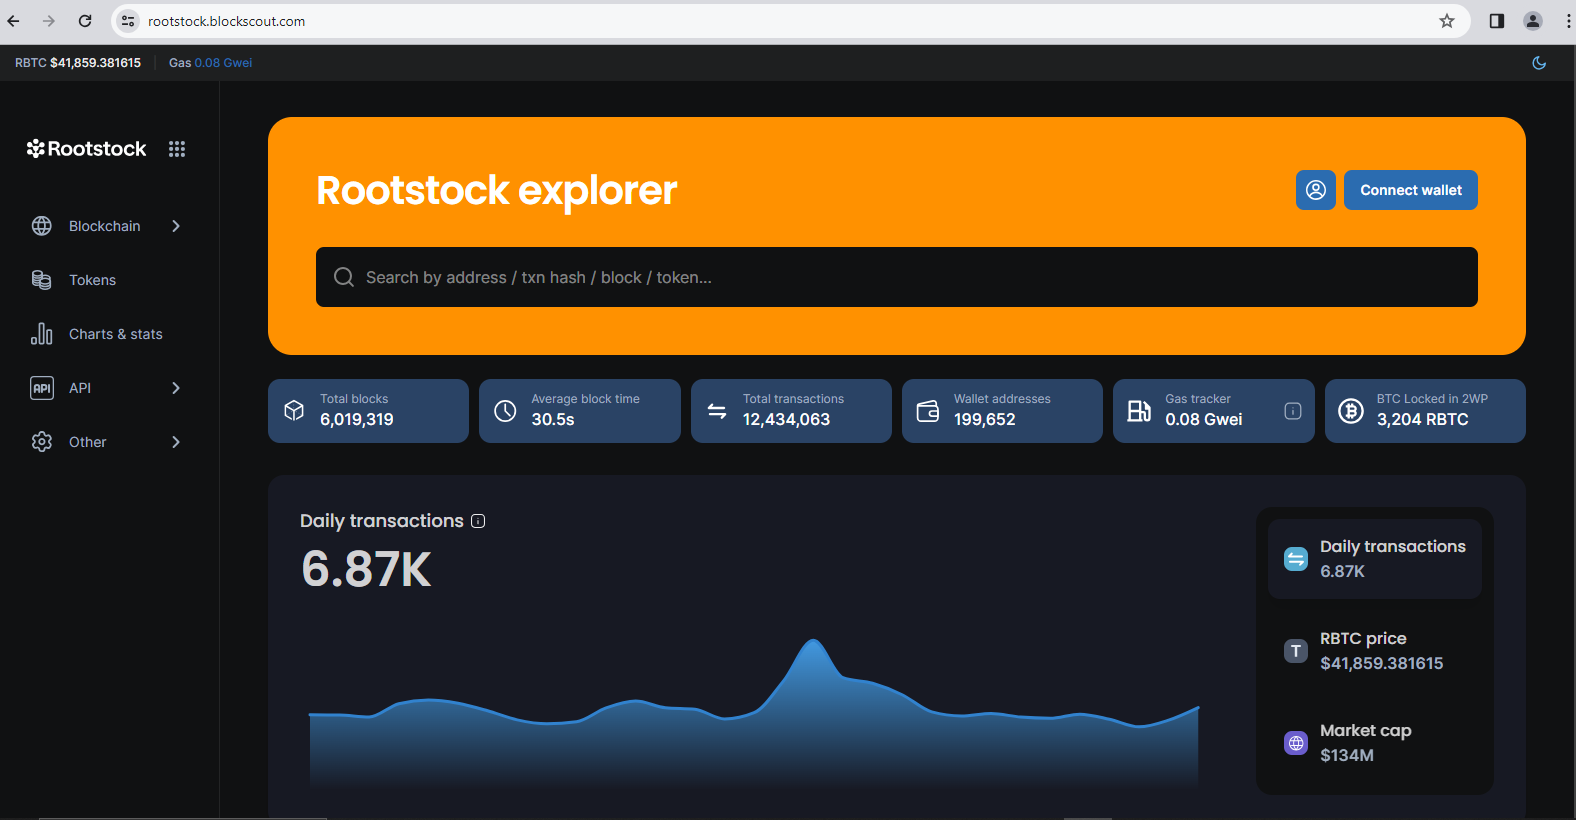 rootstock.blockscout.com
RBTC $41,859.381615 Gas 0.08 Gwei
Rootstock
Blockchain
Tokens
Charts & stats
API API
Other
Rootstock explorer
Connect wallet
Search by address / txn hash / block / token...
Total blocks
6,019,319
Average block time
30.5s
Total transactions
12,434,063
Wallet addresses
199,652
Gas tracker
0.08 Gwei
BTC Locked in 2WP
3,204 RBTC
Daily transactions
6.87K
Daily transactions
6.87K
T
RBTC price
$41,859.381615
Market cap
$134M